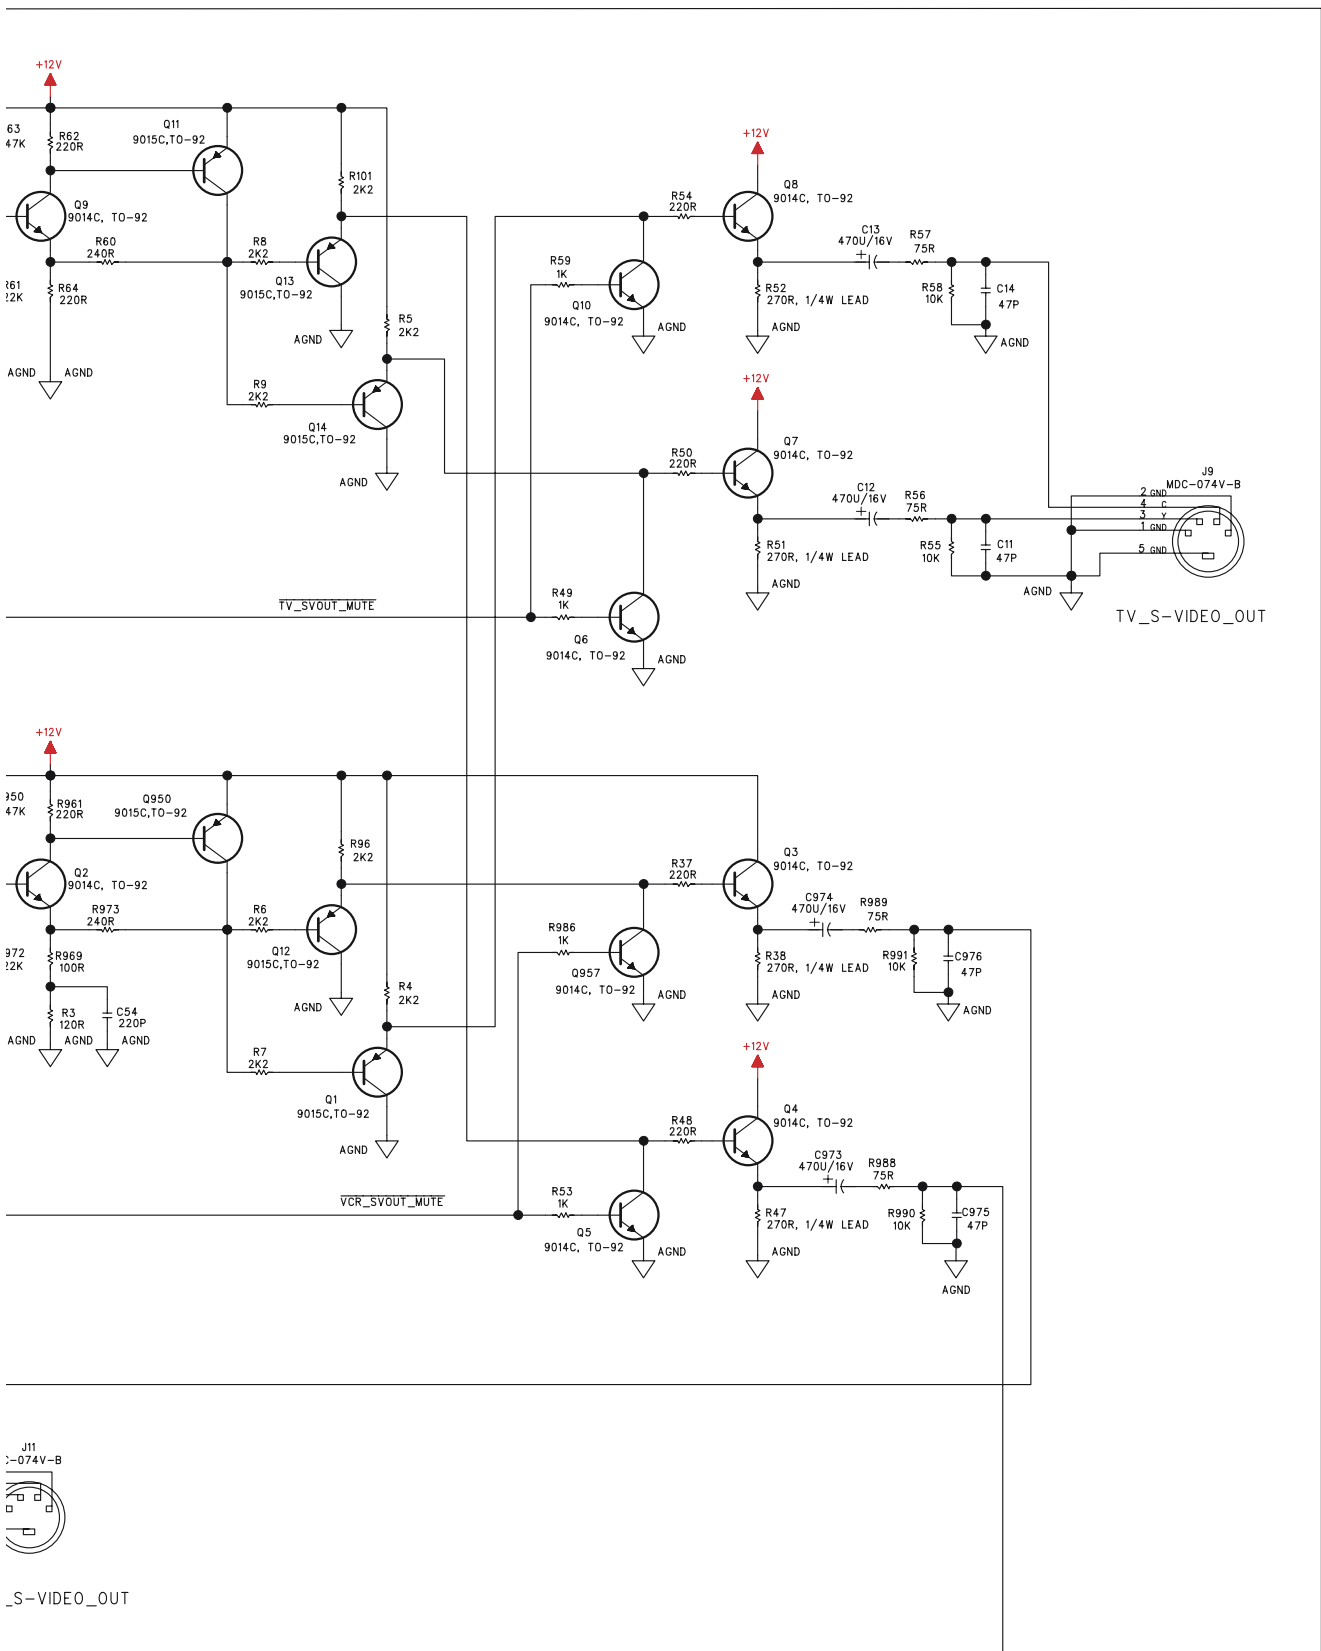 +12V
63
47K
R62
220R
Q11
9015C,TO-92
R101
2K2
Q9
9014C, TO-92
R60
240R
R8
2K2
Q13
9015C,TO-92
R61
22K
R64
220R
AGND
R5
2K2
AGND
AGND
R9
2K2
Q14
9015C,TO-92
AGND
+12V
Q8
9014C, TO-92
R54
220R
C13
470U/16V
+
R57
75R
R59
1K
Q10
9014C, TO-92
AGND
R52
270R, 1/4W LEAD
AGND
R58
10K
C14
47P
AGND
+12V
Q7
9014C, TO-92
R50
220R
C12
470U/16V
+
R56
75R
R51
270R, 1/4W LEAD
AGND
R55
10K
C11
47P
AGND
J9
MDC-074V-B
2 GND
4 C
3 Y
1 GND
5 GND
TV_S-VIDEO_OUT
TV_SVOUT_MUTE
R49
1K
Q6
9014C, TO-92
AGND
+12V
950
47K
R961
220R
Q950
9015C,TO-92
R96
2K2
Q2
9014C, TO-92
R973
240R
R6
2K2
Q12
9015C,TO-92
972
22K
R969
100R
R3
120R
C54
220P
AGND
AGND
AGND
AGND
R4
2K2
R7
2K2
Q1
9015C,TO-92
AGND
R37
220R
Q3
9014C, TO-92
C974
470U/16V
+
R989
75R
R986
1K
Q957
9014C, TO-92
AGND
R38
270R, 1/4W LEAD
AGND
R991
10K
C976
47P
AGND
+12V
R48
220R
Q4
9014C, TO-92
C973
470U/16V
+
R988
75R
VCR_SVOUT_MUTE
R53
1K
Q5
9014C, TO-92
AGND
R47
270R, 1/4W LEAD
AGND
R990
10K
C975
47P
AGND
J11
C-074V-B
_S-VIDEO_OUT